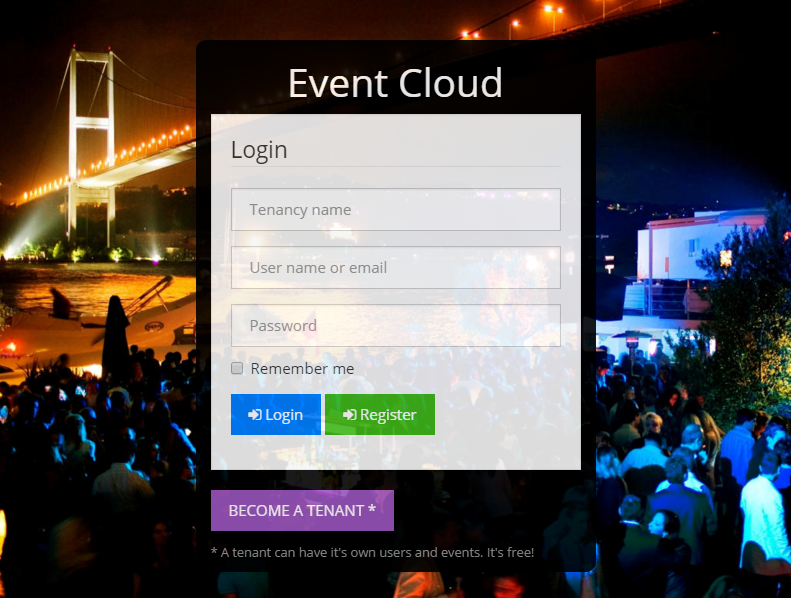 Event Cloud
Login
Tenancy name
User name or email
Password
Remember me
Login Register
BECOME A TENANT *
* A tenant can have it's own users and events. It's free!